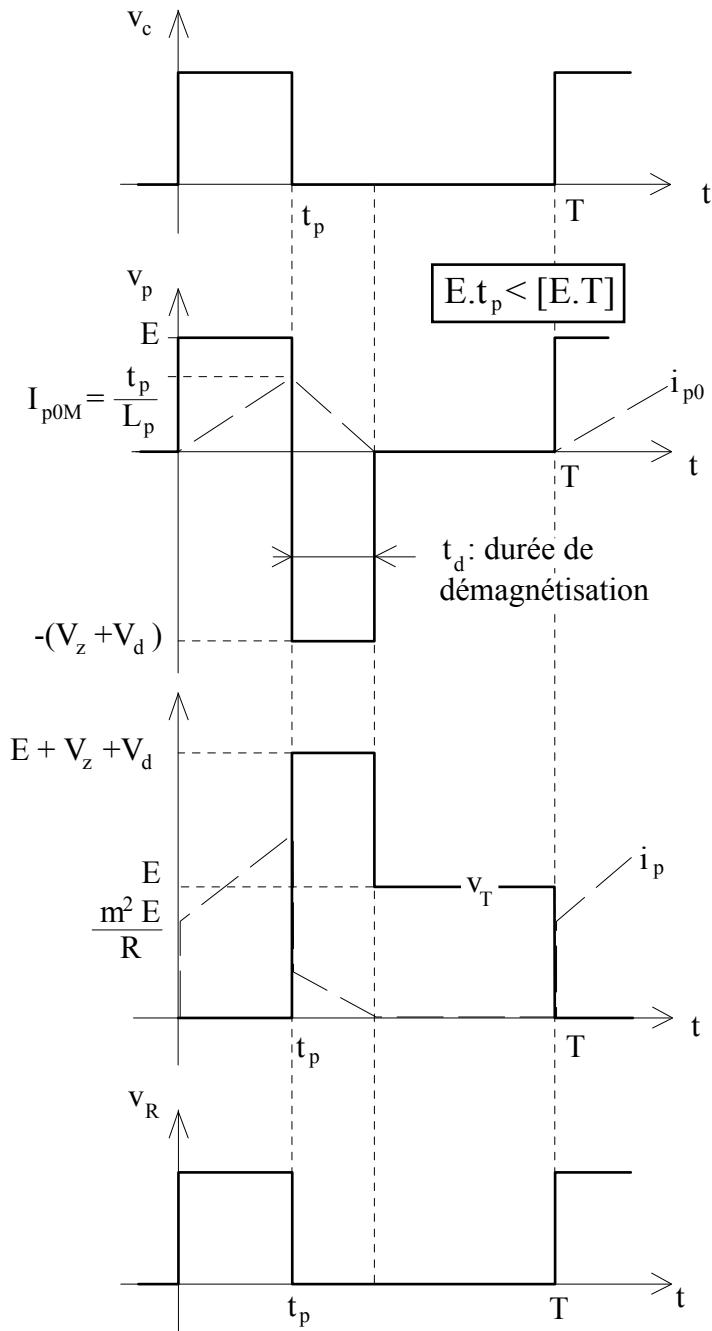 v_c
t
t_p
T
v_p
E.t_p < [E.T]
E
I_p0M = t_p / L_p
i_p0
t
T
t_d : durée de
démagnétisation
-(V_z +V_d )
E + V_z +V_d
E
v_T
i_p
m² E / R
t
t_p
T
v_R
t
t_p
T